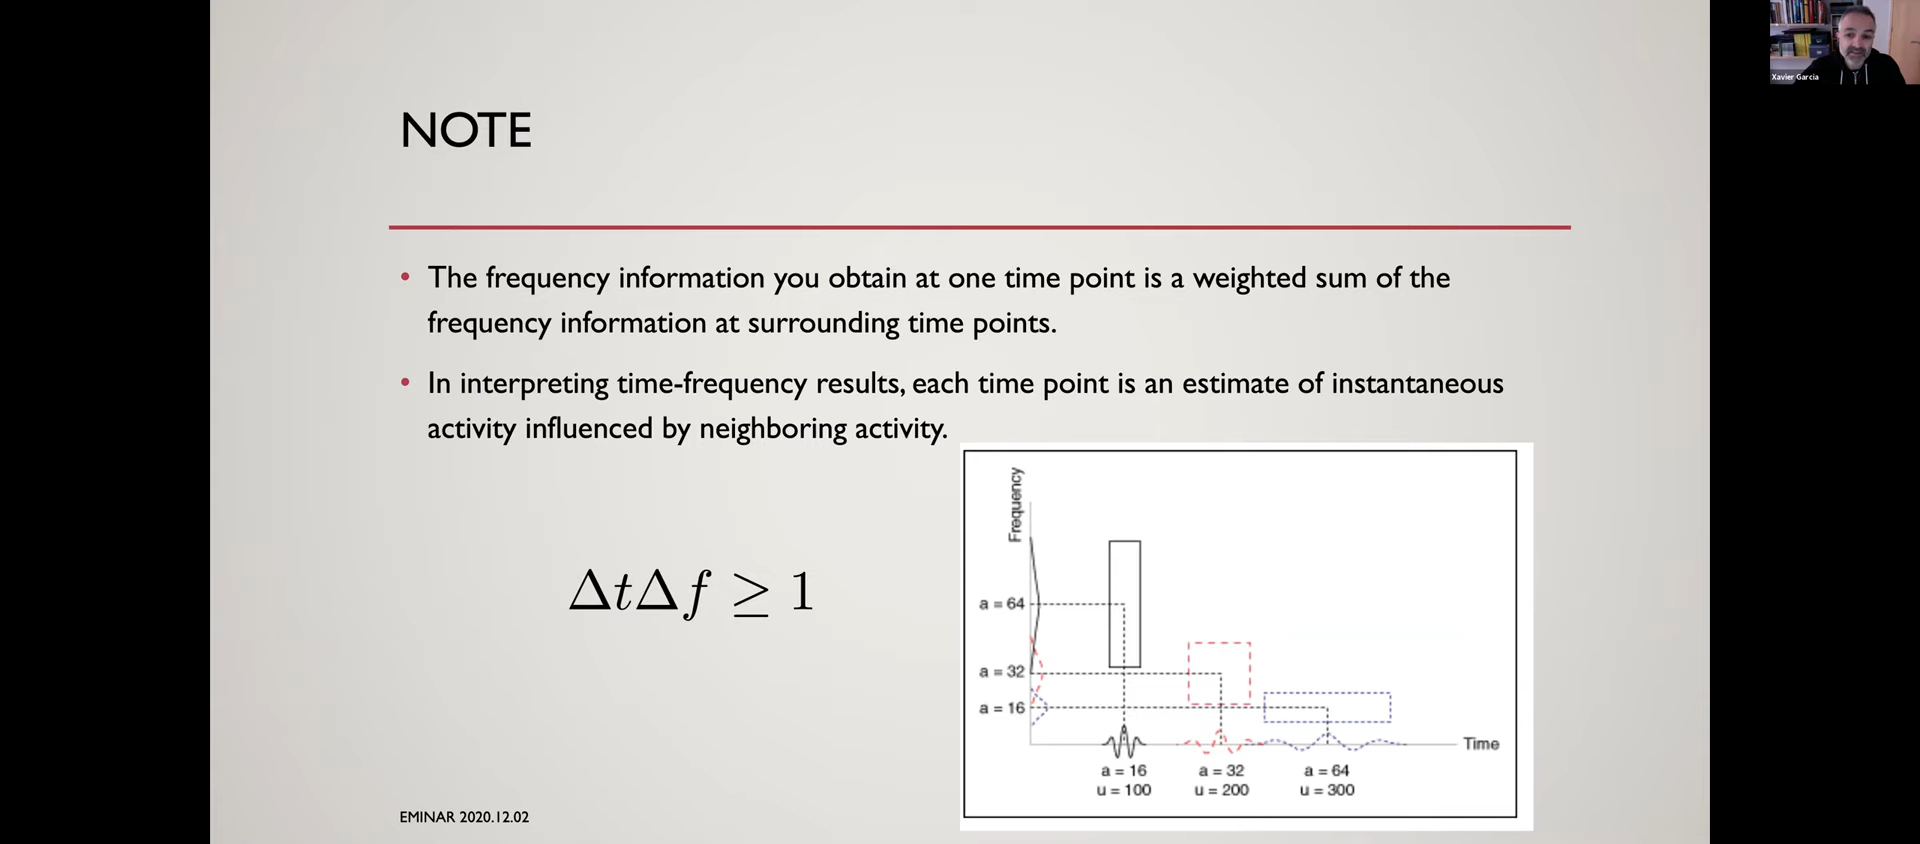 NOTE
• The frequency information you obtain at one time point is a weighted sum of the
frequency information at surrounding time points.
• In interpreting time-frequency results, each time point is an estimate of instantaneous
activity influenced by neighboring activity.
ΔtΔf ≥ 1
Frequency
a = 64
a = 32
a = 16
Time
a = 16 a = 32 a = 64
u = 100 u = 200 u = 300
EMINAR 2020.12.02
Xavier Garcia